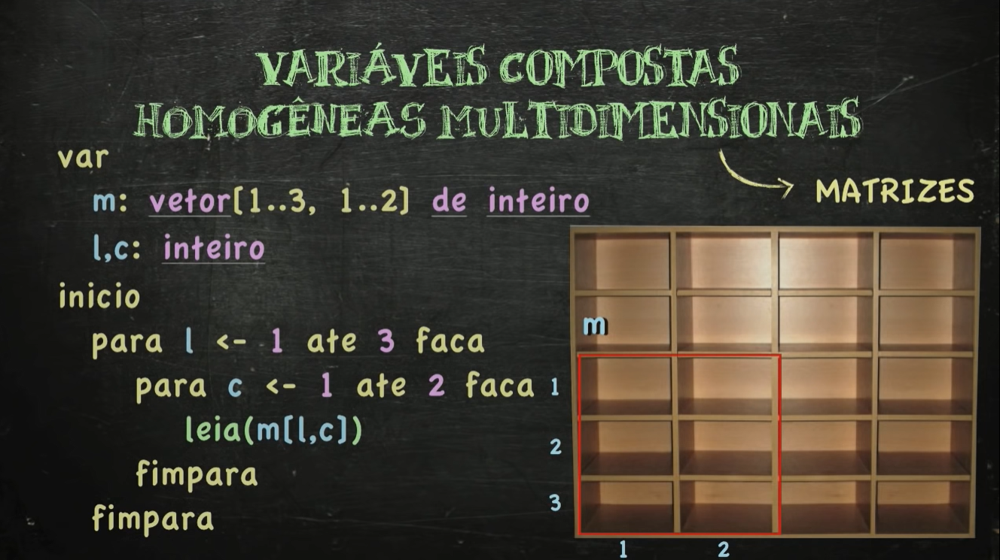 VARIÁVEIS COMPOSTAS
HOMOGÊNEAS MULTIDIMENSIONAIS
MATRIZES
var
m: vetor[1..3, 1..2] de inteiro
l,c: inteiro
inicio
para l <- 1 ate 3 faca
para c <- 1 ate 2 faca
leia(m[l,c])
fimpara
fimpara
m
1
2
3
1 2